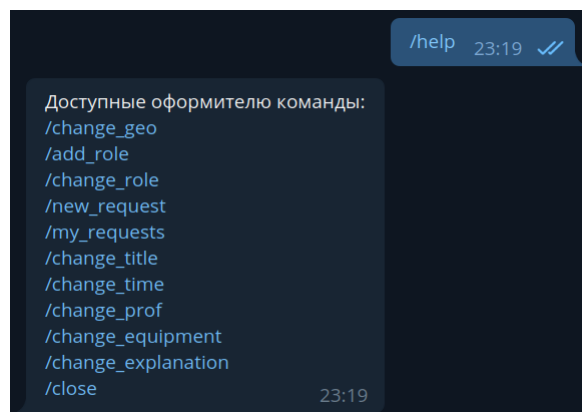 /help 23:19
Доступные оформителю команды:
/change_geo
/add_role
/change_role
/new_request
/my_requests
/change_title
/change_time
/change_prof
/change_equipment
/change_explanation
/close
23:19